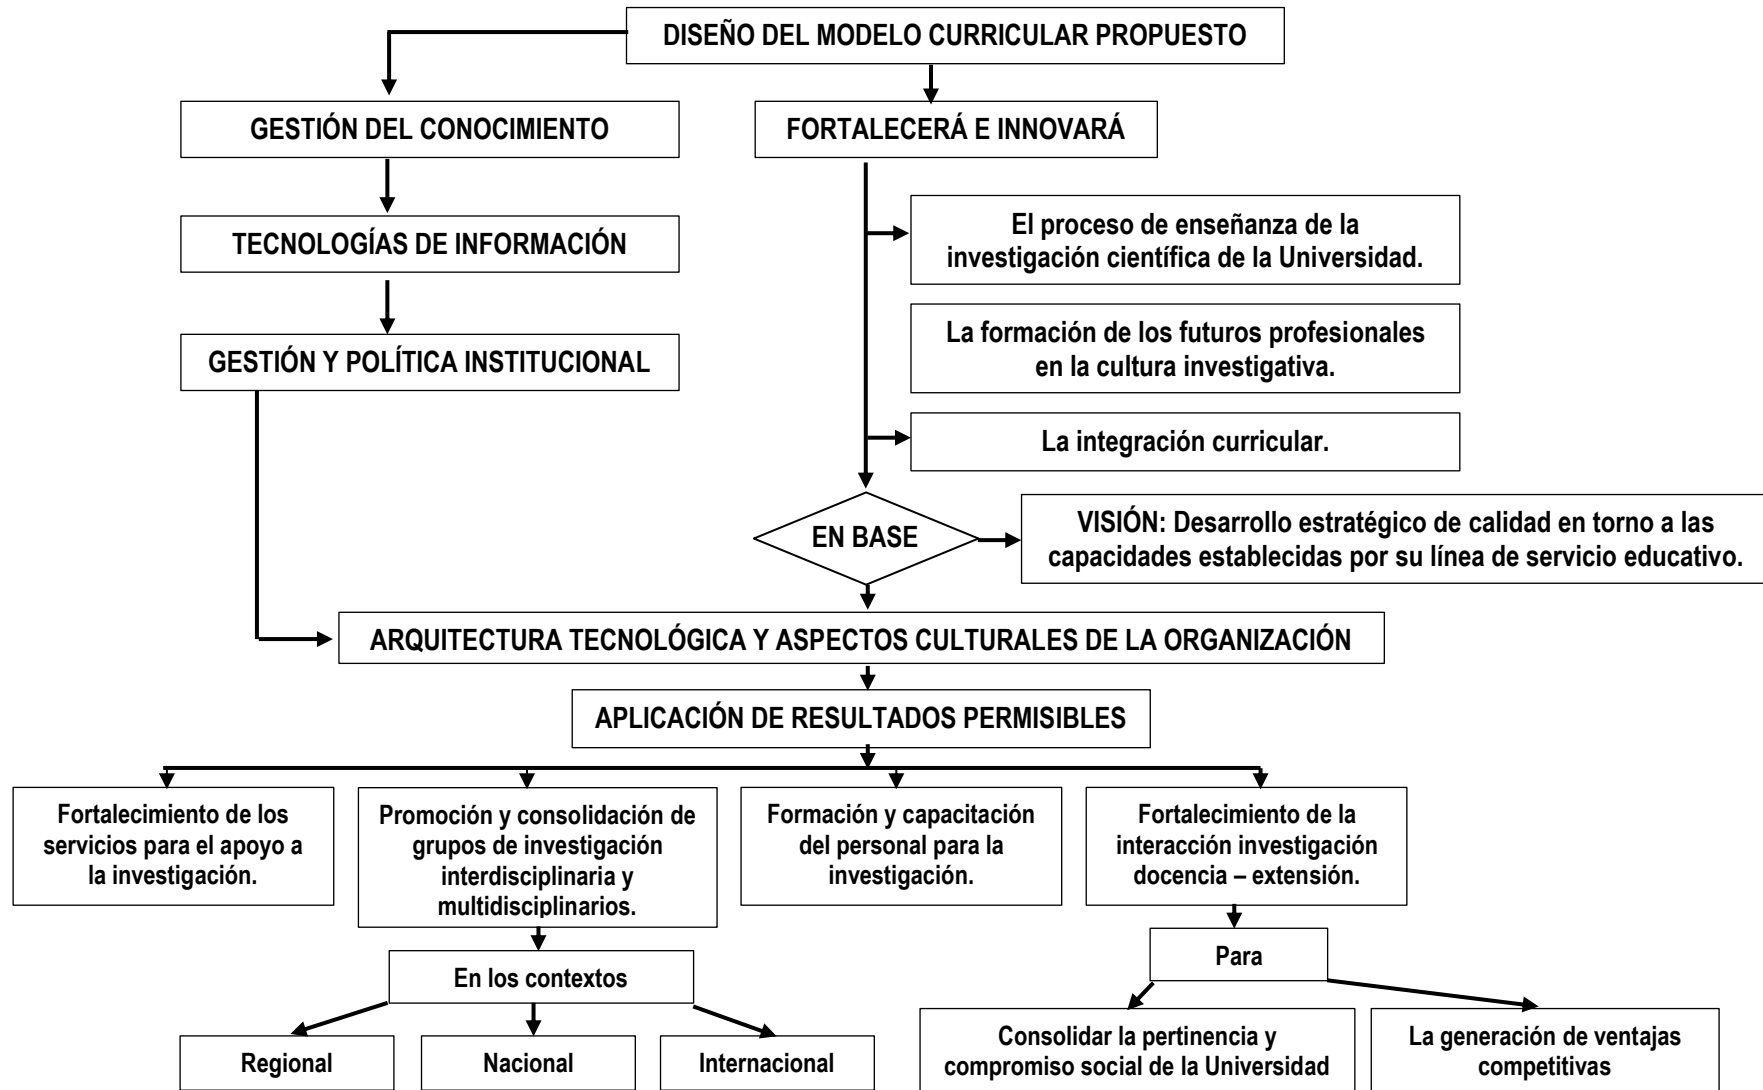 DISEÑO DEL MODELO CURRICULAR PROPUESTO
GESTIÓN DEL CONOCIMIENTO
FORTALECERÁ E INNOVARÁ
TECNOLOGÍAS DE INFORMACIÓN
El proceso de enseñanza de la
investigación científica de la Universidad.
GESTIÓN Y POLÍTICA INSTITUCIONAL
La formación de los futuros profesionales
en la cultura investigativa.
La integración curricular.
EN BASE
VISIÓN: Desarrollo estratégico de calidad en torno a las
capacidades establecidas por su línea de servicio educativo.
ARQUITECTURA TECNOLÓGICA Y ASPECTOS CULTURALES DE LA ORGANIZACIÓN
APLICACIÓN DE RESULTADOS PERMISIBLES
Fortalecimiento de los
servicios para el apoyo a
la investigación.
Promoción y consolidación de
grupos de investigación
interdisciplinaria y
multidisciplinarios.
Formación y capacitación
del personal para la
investigación.
Fortalecimiento de la
interacción investigación
docencia – extensión.
En los contextos
Para
Regional
Nacional
Internacional
Consolidar la pertinencia y
compromiso social de la Universidad
La generación de ventajas
competitivas